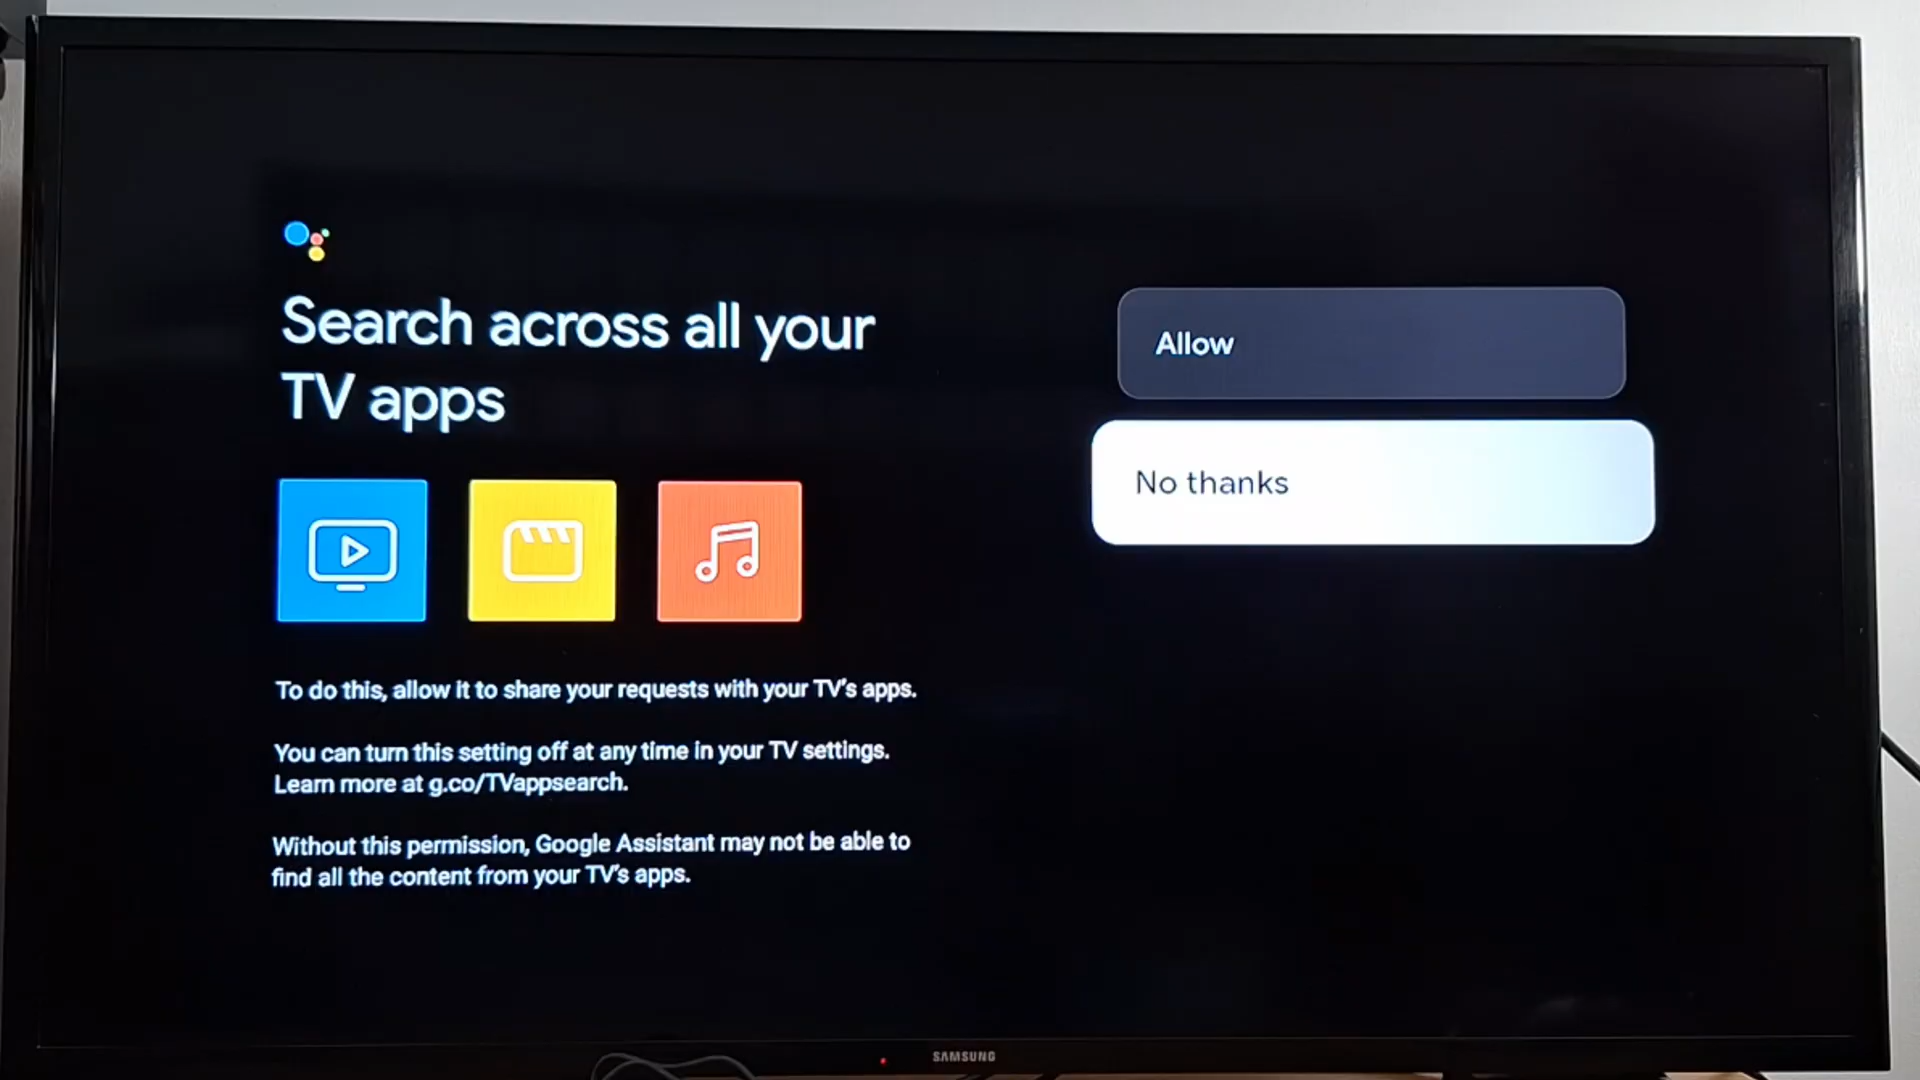 Search across all your
TV apps
Allow
No thanks
To do this, allow it to share your requests with your TV's apps.
You can turn this setting off at any time in your TV settings.
Learn more at g.co/TVappsearch.
Without this permission, Google Assistant may not be able to
find all the content from your TV's apps.
SAMSUNG